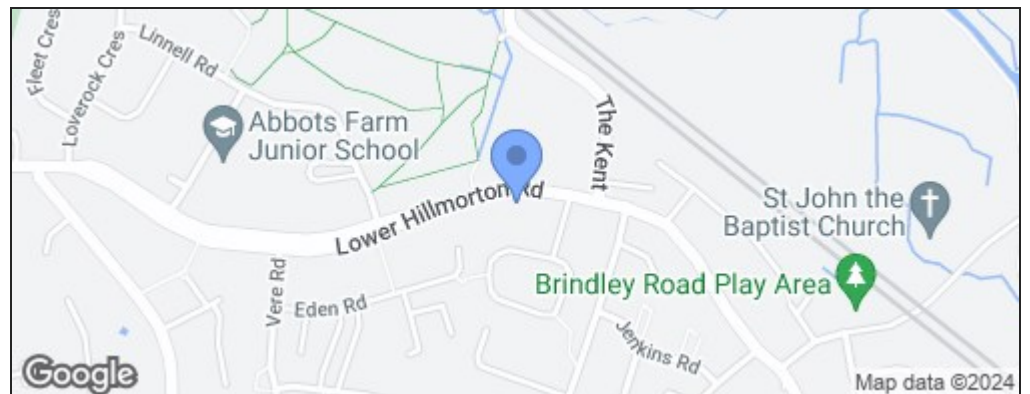 Fleet Cres
Loverock Cres
Linnell Rd
Abbots Farm
Junior School
The Kent
Lower Hillmorton Rd
St John the
Baptist Church
Vere Rd
Eden Rd
Brindley Road Play Area
Jenkins Rd
Google
Map data ©2024